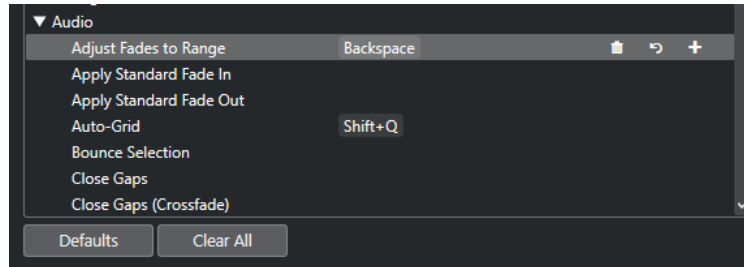 Audio
Adjust Fades to Range Backspace
Apply Standard Fade In
Apply Standard Fade Out
Auto-Grid Shift+Q
Bounce Selection
Close Gaps
Close Gaps (Crossfade)
Defaults Clear All